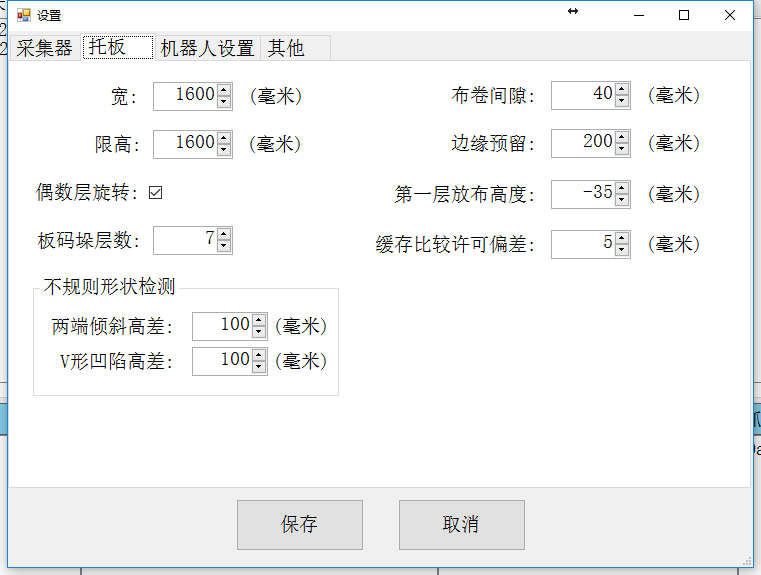 设置
采集器 托板 机器人设置 其他
宽: 1600 (毫米) 布卷间隙: 40 (毫米)
限高: 1600 (毫米) 边缘预留: 200 (毫米)
偶数层旋转: 第一层放布高度: -35 (毫米)
板码垛层数: 7 缓存比较许可偏差: 5 (毫米)
不规则形状检测
两端倾斜高差: 100 (毫米)
V形凹陷高差: 100 (毫米)
保存 取消